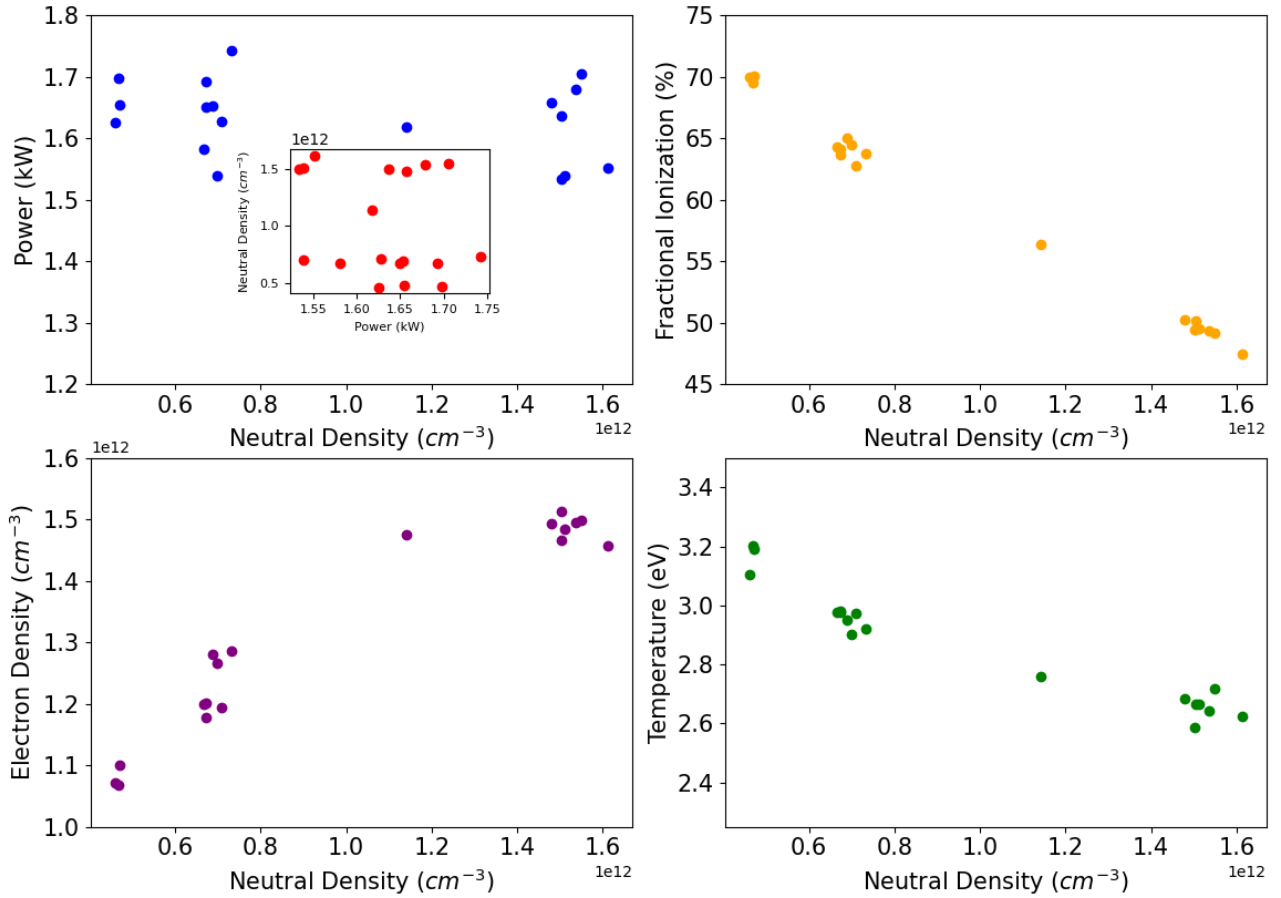 1.8
1.7
1.6
1.5
1.4
1.3
1.2
Power (kW)
0.6 0.8 1.0 1.2 1.4 1.6
1e12
Neutral Density (cm⁻³)
1e12
1.5
1.0
0.5
Neutral Density (cm⁻³)
1.55 1.60 1.65 1.70 1.75
Power (kW)
75
70
65
60
55
50
45
Fractional Ionization (%)
0.6 0.8 1.0 1.2 1.4 1.6
1e12
Neutral Density (cm⁻³)
1e12
1.6
1.5
1.4
1.3
1.2
1.1
1.0
Electron Density (cm⁻³)
0.6 0.8 1.0 1.2 1.4 1.6
1e12
Neutral Density (cm⁻³)
3.4
3.2
3.0
2.8
2.6
2.4
Temperature (eV)
0.6 0.8 1.0 1.2 1.4 1.6
1e12
Neutral Density (cm⁻³)